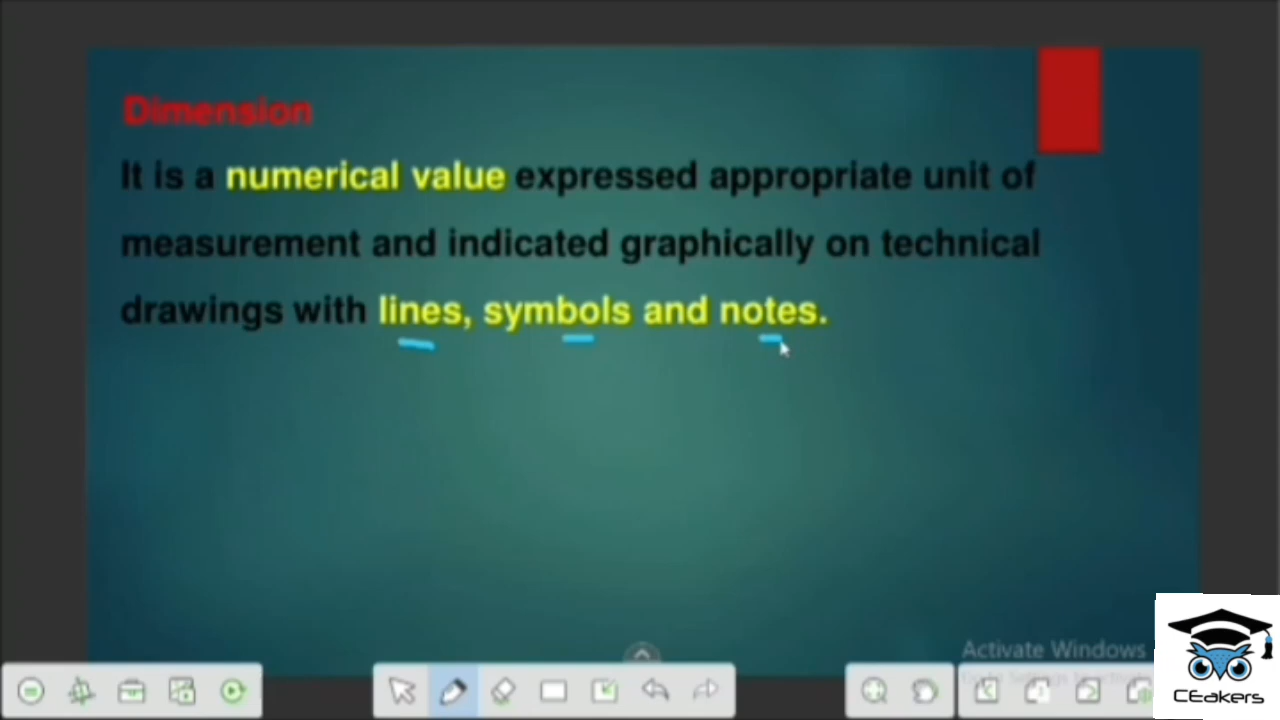 Dimension
It is a numerical value expressed appropriate unit of
measurement and indicated graphically on technical
drawings with lines, symbols and notes.
Activate Windows
CEakers